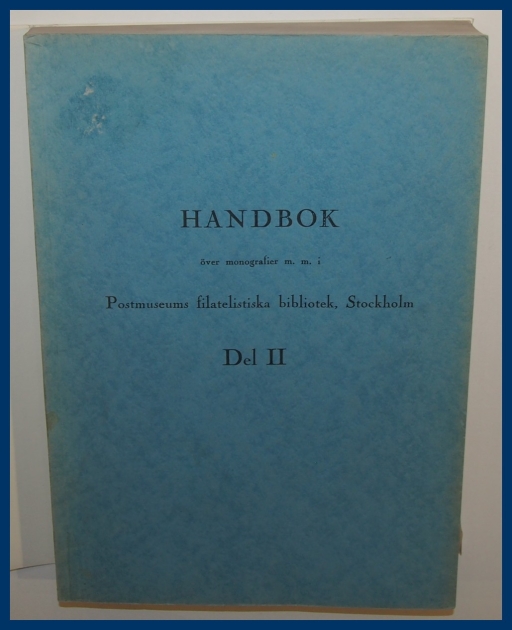 HANDBOK
över monografier m. m. i
Postmuseums filatelistiska bibliotek, Stockholm
Del II